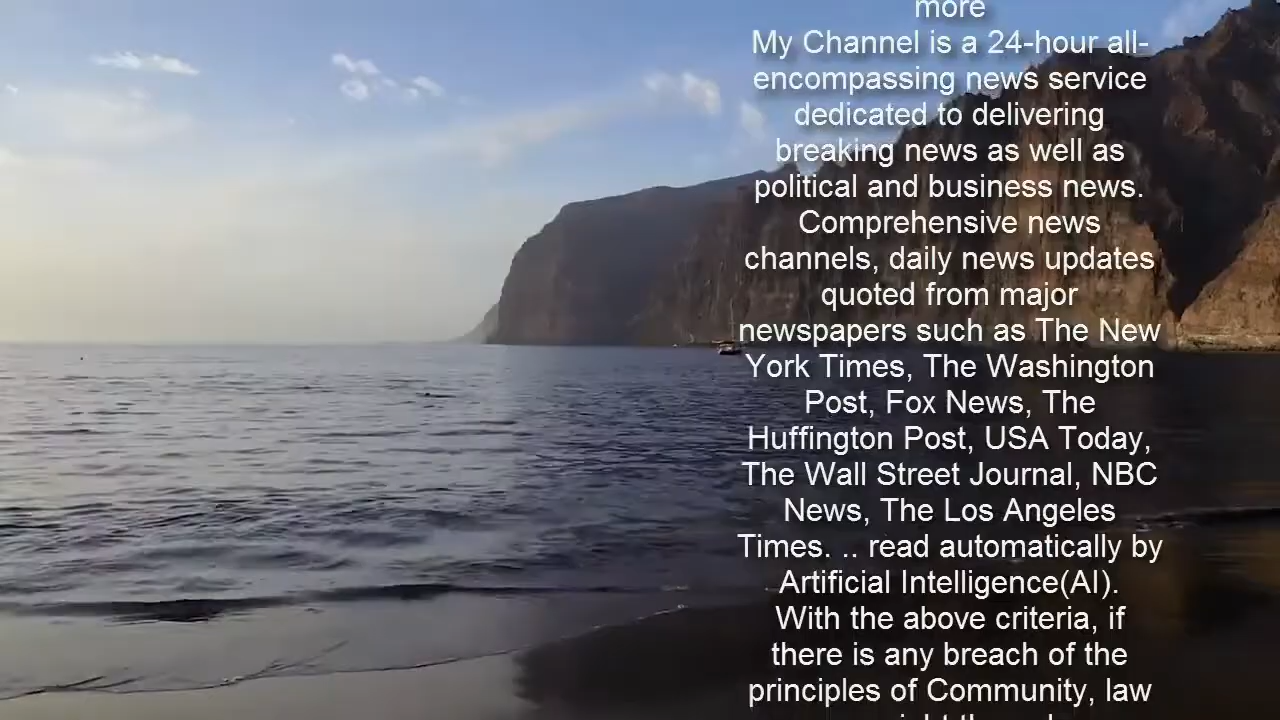 more
My Channel is a 24-hour all-
encompassing news service
dedicated to delivering
breaking news as well as
political and business news.
Comprehensive news
channels, daily news updates
quoted from major
newspapers such as The New
York Times, The Washington
Post, Fox News, The
Huffington Post, USA Today,
The Wall Street Journal, NBC
News, The Los Angeles
Times. .. read automatically by
Artificial Intelligence(AI).
With the above criteria, if
there is any breach of the
principles of Community, law